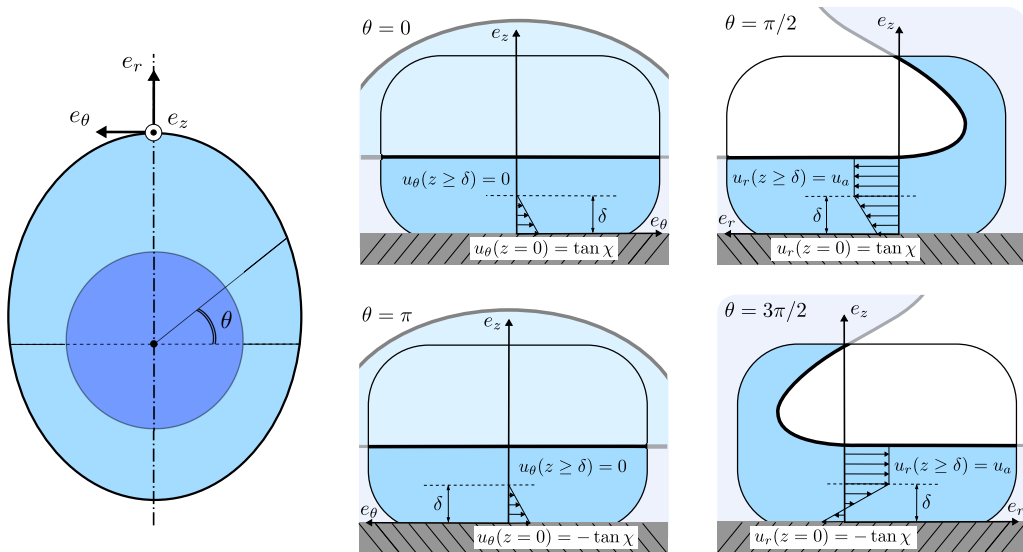 e_r
e_θ
e_z
θ
θ = 0
e_z
u_θ(z ≥ δ) = 0
δ
e_θ
u_θ(z = 0) = tan χ
θ = π/2
e_z
u_r(z ≥ δ) = u_a
δ
e_r
u_r(z = 0) = tan χ
θ = π
e_z
u_θ(z ≥ δ) = 0
δ
e_θ
u_θ(z = 0) = − tan χ
θ = 3π/2
e_z
u_r(z ≥ δ) = u_a
δ
e_r
u_r(z = 0) = − tan χ